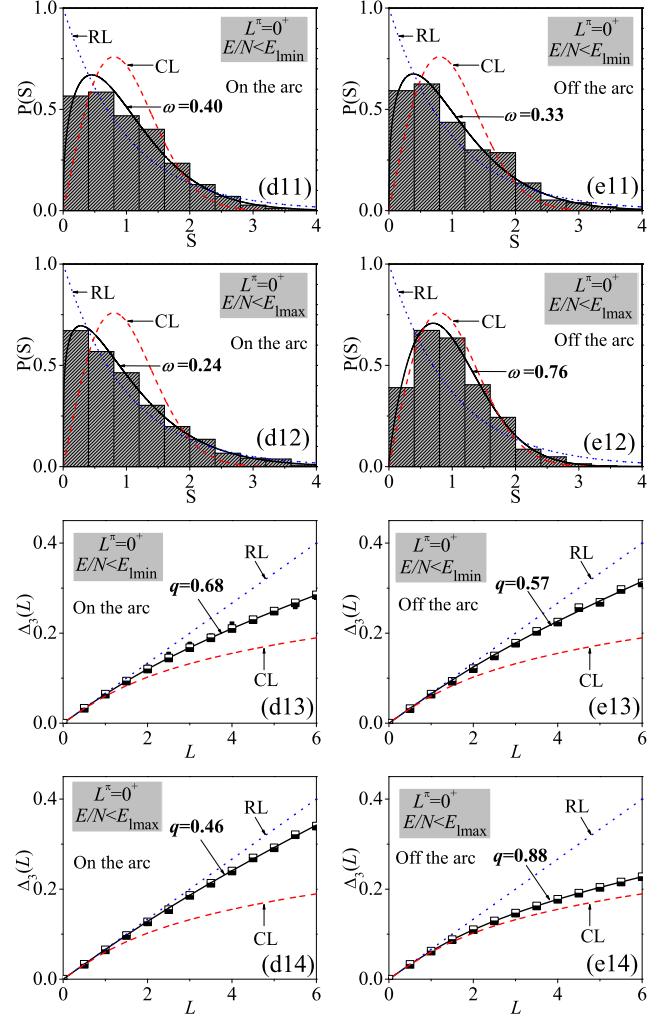 1.0
RL
L^π=0^+
E/N<E_lmin
CL
On the arc
P(S)
0.5
ω=0.40
(d11)
0.0
0 1 2 3 4
S
1.0
RL
L^π=0^+
E/N<E_lmin
CL
Off the arc
P(S)
0.5
ω=0.33
(e11)
0.0
0 1 2 3 4
S
1.0
RL
L^π=0^+
E/N<E_lmax
CL
On the arc
P(S)
0.5
ω=0.24
(d12)
0.0
0 1 2 3 4
S
1.0
RL
L^π=0^+
E/N<E_lmax
CL
Off the arc
P(S)
0.5
ω=0.76
(e12)
0.0
0 1 2 3 4
S
0.4
L^π=0^+
E/N<E_lmin
RL
On the arc
q=0.68
Δ₃(L)
0.2
CL
(d13)
0.0
0 2 4 6
L
0.4
L^π=0^+
E/N<E_lmin
RL
Off the arc
q=0.57
Δ₃(L)
0.2
CL
(e13)
0.0
0 2 4 6
L
0.4
L^π=0^+
E/N<E_lmax
RL
q=0.46
On the arc
Δ₃(L)
0.2
CL
(d14)
0.0
0 2 4 6
L
0.4
L^π=0^+
E/N<E_lmax
RL
Off the arc
q=0.88
Δ₃(L)
0.2
CL
(e14)
0.0
0 2 4 6
L